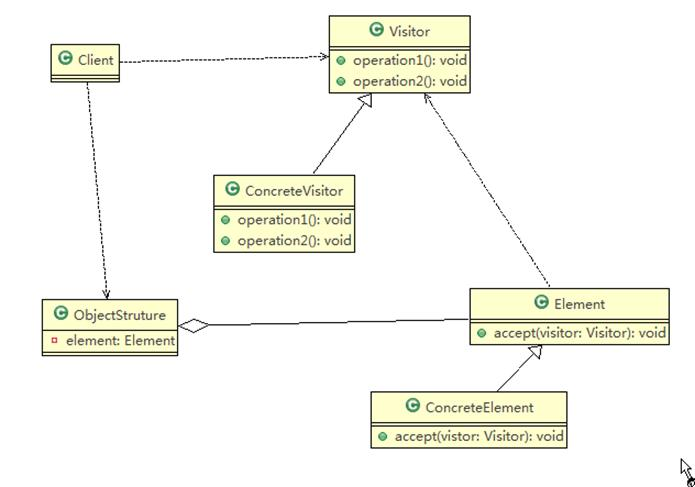 C Visitor
operation1(): void
operation2(): void
C Client
C ConcreteVisitor
operation1(): void
operation2(): void
C ObjectStruture
element: Element
C Element
accept(visitor: Visitor): void
C ConcreteElement
accept(vistor: Visitor): void